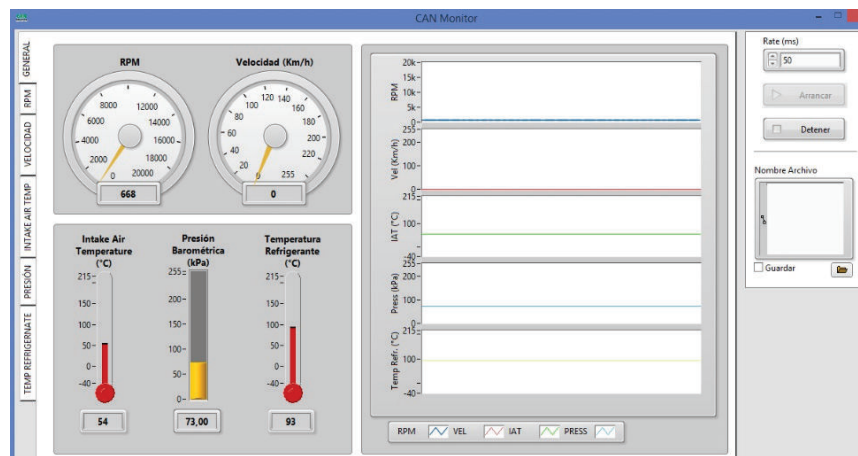 CAN Monitor
GENERAL
RPM
VELOCIDAD
INTAKE AIR TEMP
PRESIÓN
TEMP REFRIGERNATE
RPM
0
2000
4000
6000
8000
12000
14000
16000
18000
20000
668
Velocidad (Km/h)
0
20
40
60
80
100
120
140
160
180
200
220
255
0
Intake Air
Temperature
(°C)
215
150
100
50
0
-40
54
Presión
Barométrica
(kPa)
255
200
150
100
50
0
73,00
Temperatura
Refrigerante
(°C)
215
150
100
50
0
-40
93
RPM
20k
15k
10k
5k
0
Vel (Km/h)
255
200
100
0
IAT (°C)
215
100
-40
Press (kPa)
255
200
100
0
Temp Refr. (°C)
215
100
-40
RPM VEL IAT PRESS
Rate (ms)
50
Arrancar
Detener
Nombre Archivo
Guardar